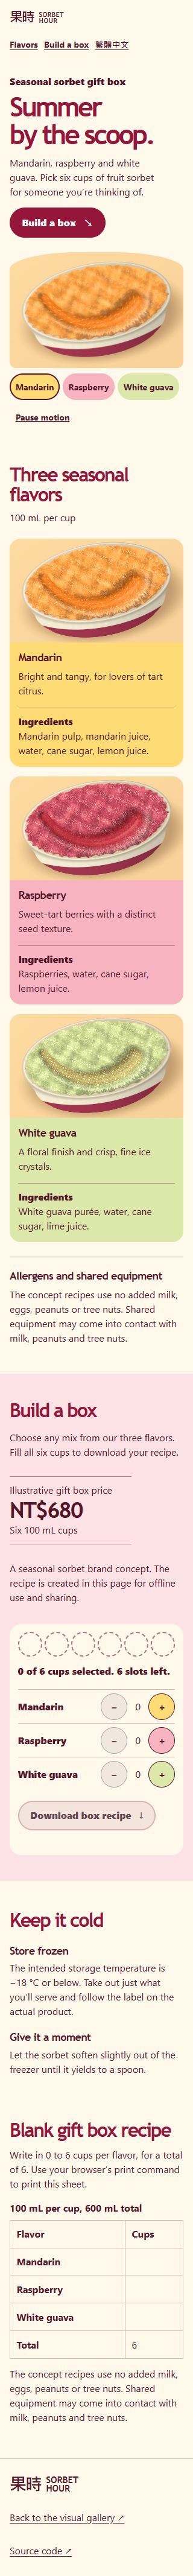 果時 SORBET
HOUR
Flavors Build a box 繁體中文
Seasonal sorbet gift box
Summer
by the scoop.
Mandarin, raspberry and white
guava. Pick six cups of fruit sorbet
for someone you're thinking of.
Build a box ↘
Mandarin Raspberry White guava
Pause motion
Three seasonal
flavors
100 mL per cup
Mandarin
Bright and tangy, for lovers of tart
citrus.
Ingredients
Mandarin pulp, mandarin juice,
water, cane sugar, lemon juice.
Raspberry
Sweet-tart berries with a distinct
seed texture.
Ingredients
Raspberries, water, cane sugar,
lemon juice.
White guava
A floral finish and crisp, fine ice
crystals.
Ingredients
White guava purée, water, cane
sugar, lime juice.
Allergens and shared equipment
The concept recipes use no added milk,
eggs, peanuts or tree nuts. Shared
equipment may come into contact with
milk, peanuts and tree nuts.
Build a box
Choose any mix from our three flavors.
Fill all six cups to download your recipe.
Illustrative gift box price
NT$680
Six 100 mL cups
A seasonal sorbet brand concept. The
recipe is created in this page for offline
use and sharing.
0 of 6 cups selected. 6 slots left.
Mandarin − 0 +
Raspberry − 0 +
White guava − 0 +
Download box recipe ↓
Keep it cold
Store frozen
The intended storage temperature is
−18 °C or below. Take out just what
you'll serve and follow the label on the
actual product.
Give it a moment
Let the sorbet soften slightly out of the
freezer until it yields to a spoon.
Blank gift box recipe
Write in 0 to 6 cups per flavor, for a total
of 6. Use your browser's print command
to print this sheet.
100 mL per cup, 600 mL total
Flavor Cups
Mandarin
Raspberry
White guava
Total 6
The concept recipes use no added milk,
eggs, peanuts or tree nuts. Shared
equipment may come into contact with
milk, peanuts and tree nuts.
果時 SORBET
HOUR
Back to the visual gallery ↗
Source code ↗